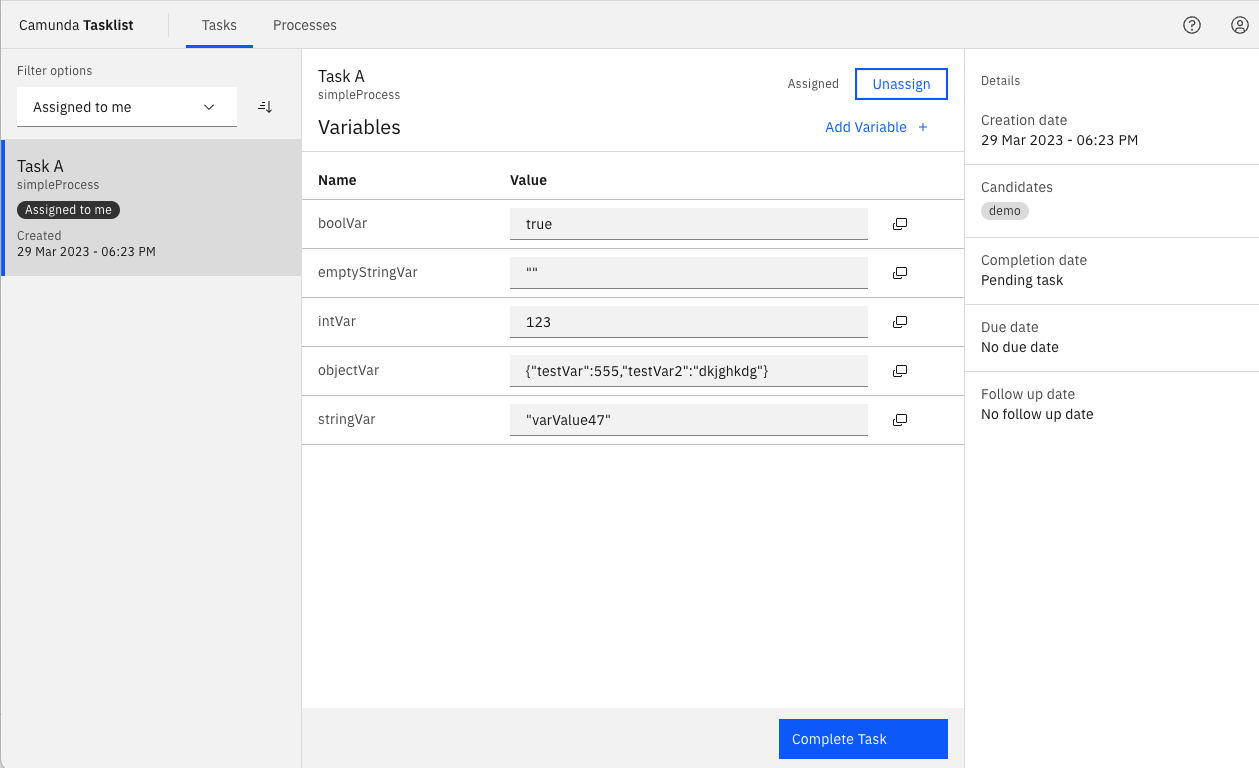 Camunda Tasklist
Tasks
Processes
Filter options
Assigned to me
Task A
simpleProcess
Assigned to me
Created
29 Mar 2023 - 06:23 PM
Task A
simpleProcess
Assigned
Unassign
Variables
Add Variable +
Name Value
boolVar true
emptyStringVar ""
intVar 123
objectVar {"testVar":555,"testVar2":"dkjghkdg"}
stringVar "varValue47"
Complete Task
Details
Creation date
29 Mar 2023 - 06:23 PM
Candidates
demo
Completion date
Pending task
Due date
No due date
Follow up date
No follow up date